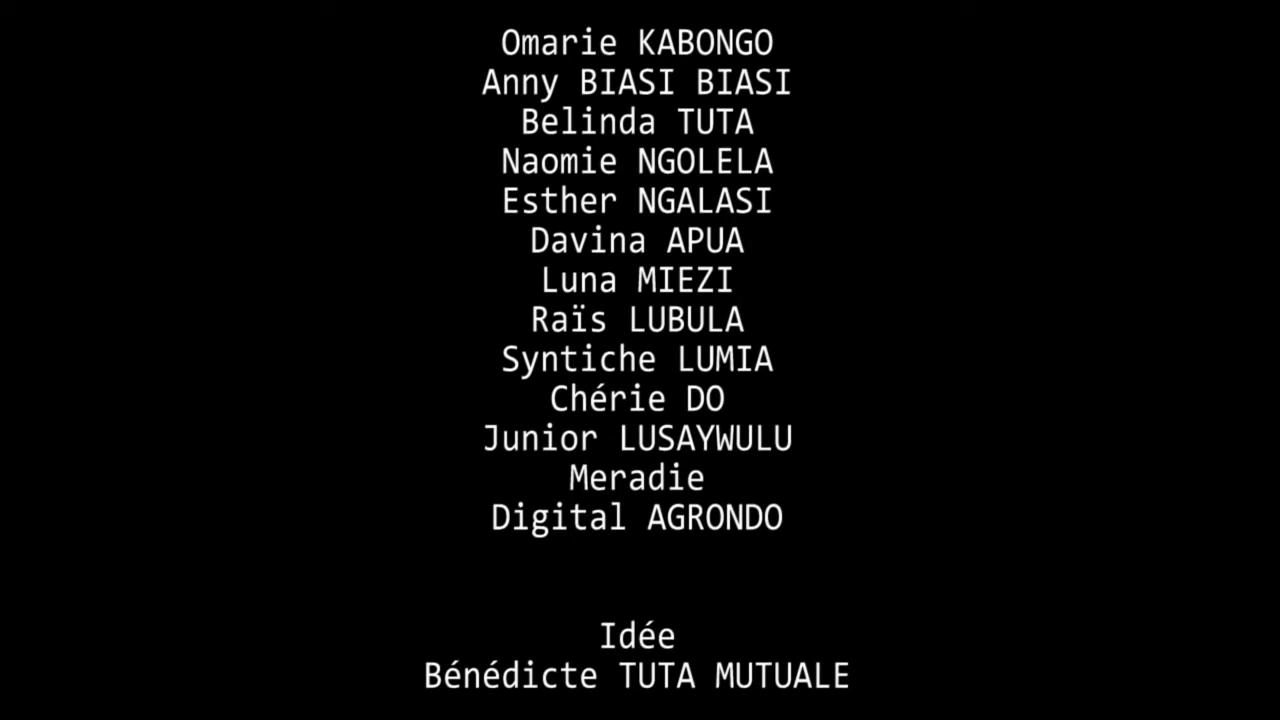 Omarie KABONGO
Anny BIASI BIASI
Belinda TUTA
Naomie NGOLELA
Esther NGALASI
Davina APUA
Luna MIEZI
Raïs LUBULA
Syntiche LUMIA
Chérie DO
Junior LUSAYWULU
Meradie
Digital AGRONDO
Idée
Bénédicte TUTA MUTUALE